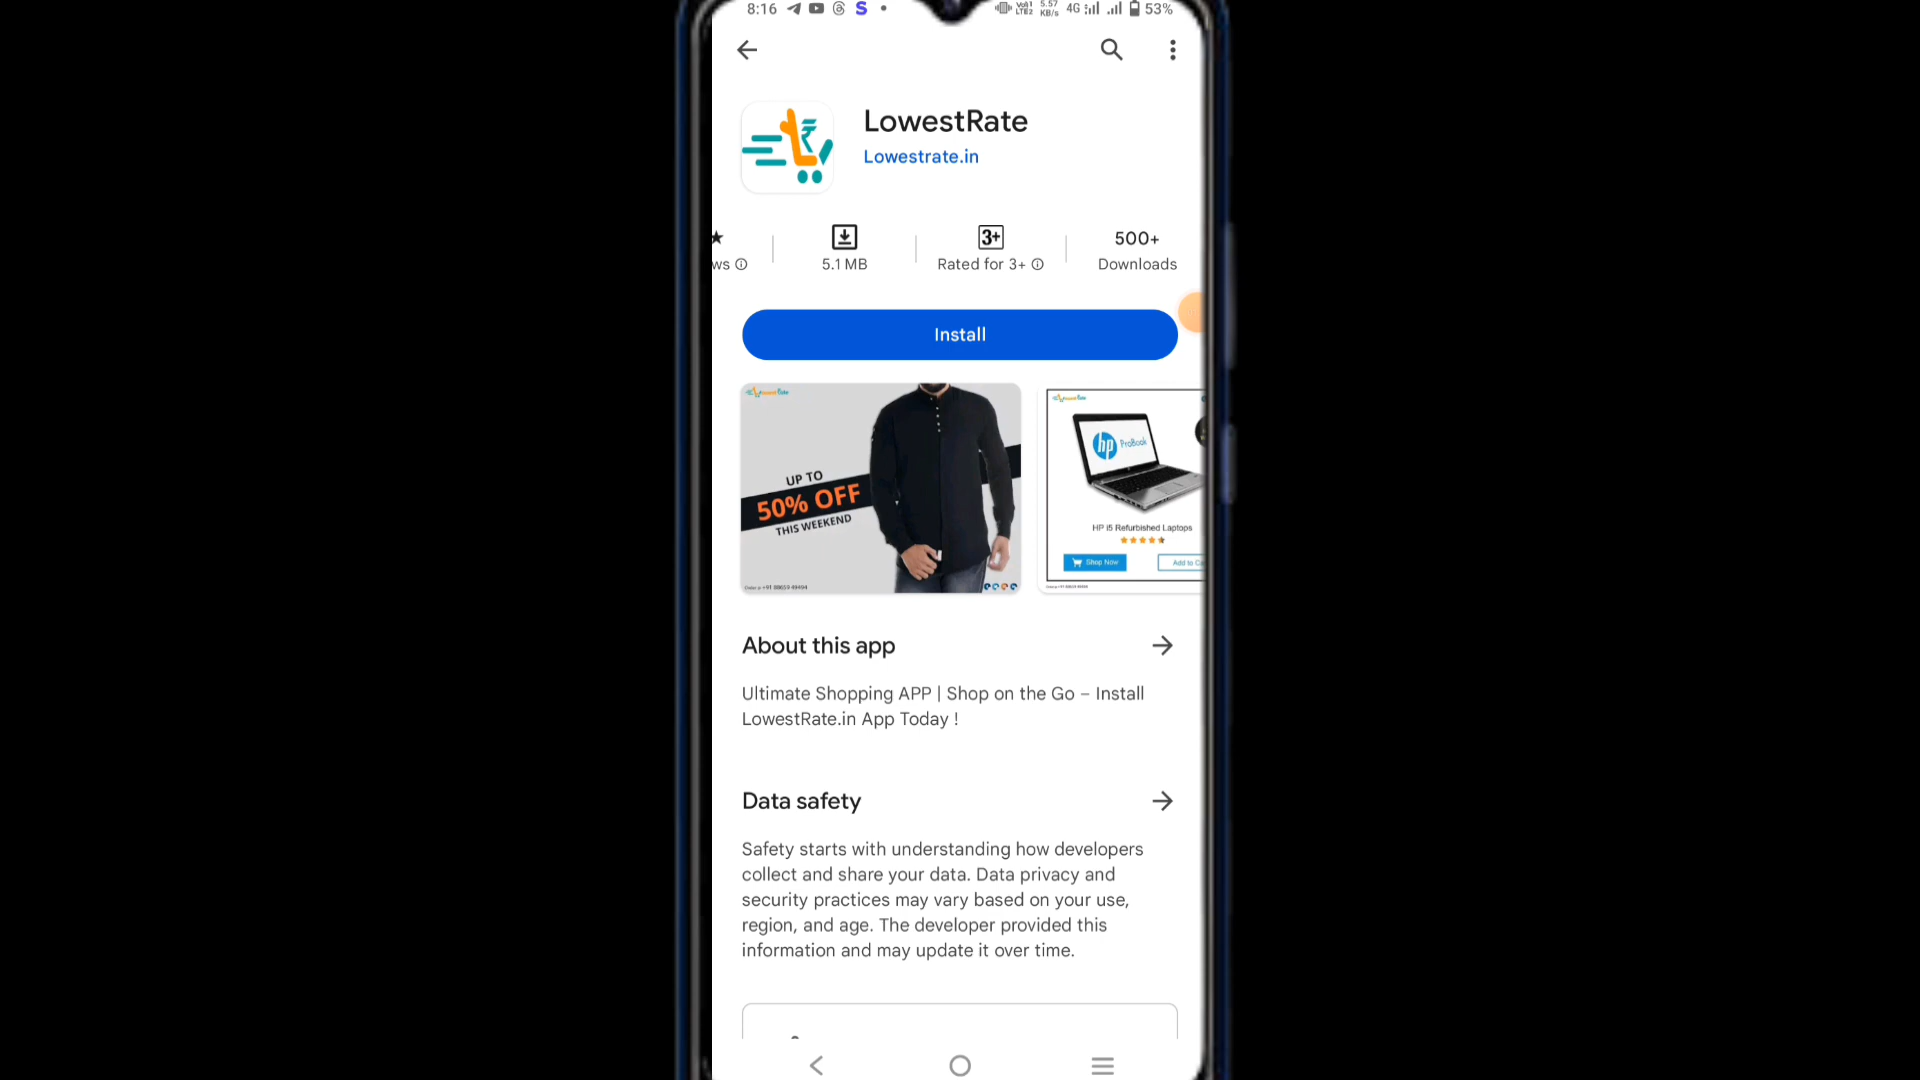 8:16
5.57
KB/s
4G
53%
LowestRate
Lowestrate.in
ws
5.1 MB
3+
Rated for 3+
500+
Downloads
Install
UP TO
50% OFF
THIS WEEKEND
hp ProBook
HP i5 Refurbished Laptops
Shop Now
Add to Ca
About this app
Ultimate Shopping APP | Shop on the Go – Install
LowestRate.in App Today !
Data safety
Safety starts with understanding how developers
collect and share your data. Data privacy and
security practices may vary based on your use,
region, and age. The developer provided this
information and may update it over time.